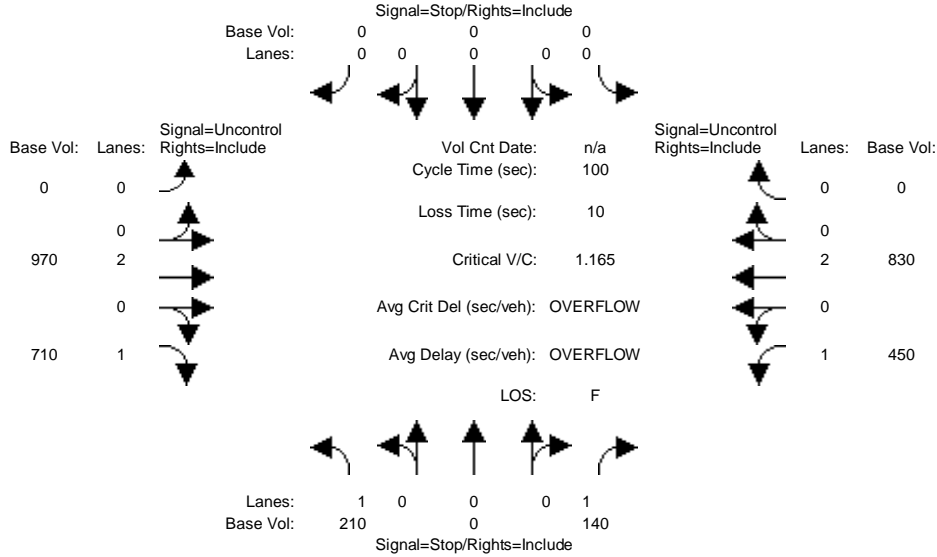 Signal=Stop/Rights=Include
Base Vol: 0 0 0
Lanes: 0 0 0 0 0
Signal=Uncontrol Signal=Uncontrol
Base Vol: Lanes: Rights=Include Vol Cnt Date: n/a Rights=Include Lanes: Base Vol:
Cycle Time (sec): 100
0 0 0 0
Loss Time (sec): 10
0 0
970 2 Critical V/C: 1.165 2 830
0 Avg Crit Del (sec/veh): OVERFLOW 0
710 1 Avg Delay (sec/veh): OVERFLOW 1 450
LOS: F
Lanes: 1 0 0 0 1
Base Vol: 210 0 140
Signal=Stop/Rights=Include